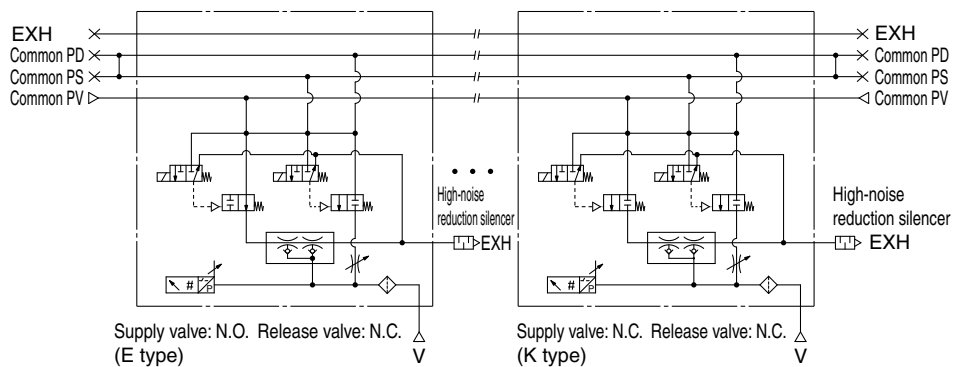 EXH
EXH
Common PD
Common PD
Common PS
Common PS
Common PV
Common PV
High-noise
reduction silencer
EXH
High-noise
reduction silencer
EXH
#
P
#
P
Supply valve: N.O. Release valve: N.C.
(E type)
V
Supply valve: N.C. Release valve: N.C.
(K type)
V